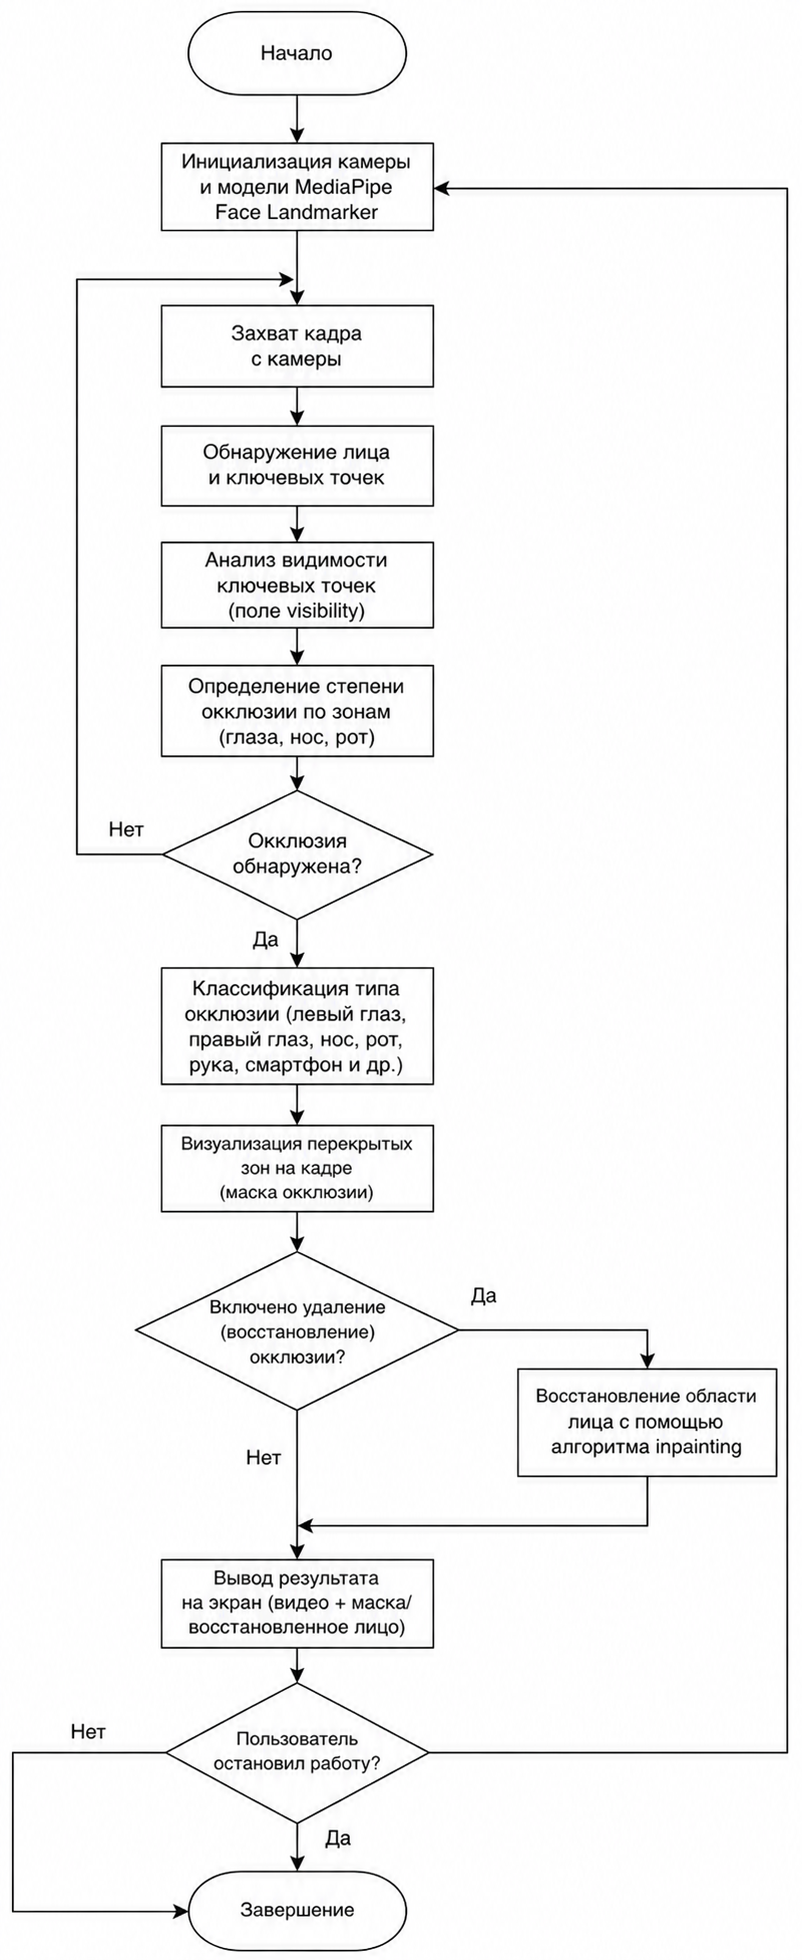 Начало
Инициализация камеры
и модели MediaPipe
Face Landmarker
Захват кадра
с камеры
Обнаружение лица
и ключевых точек
Анализ видимости
ключевых точек
(поле visibility)
Определение степени
окклюзии по зонам
(глаза, нос, рот)
Нет
Окклюзия
обнаружена?
Да
Классификация типа
окклюзии (левый глаз,
правый глаз, нос, рот,
рука, смартфон и др.)
Визуализация перекрытых
зон на кадре
(маска окклюзии)
Включено удаление
(восстановление)
окклюзии?
Да
Восстановление области
лица с помощью
алгоритма inpainting
Нет
Вывод результата
на экран (видео + маска/
восстановленное лицо)
Нет
Пользователь
остановил работу?
Да
Завершение